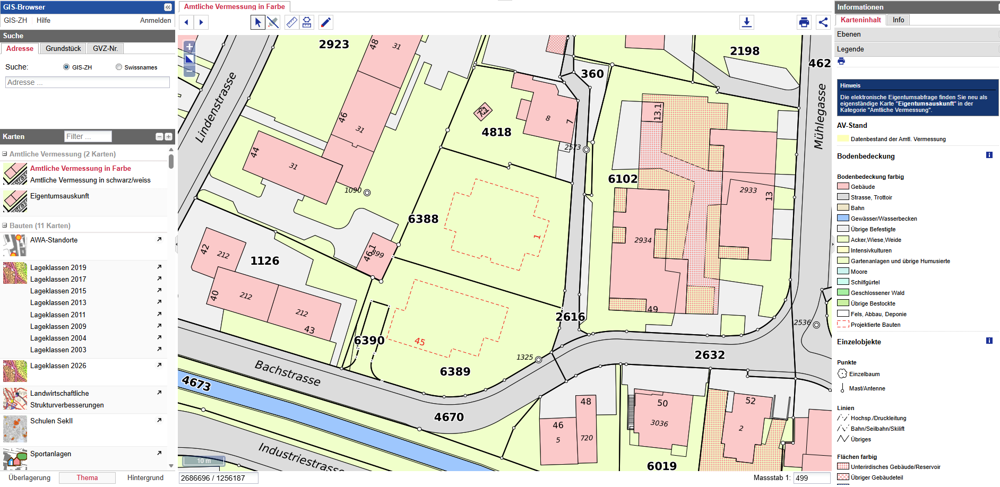 GIS-Browser
GIS-ZH Hilfe Anmelden
Suche
Adresse Grundstück GVZ-Nr.
Suche: GIS-ZH Swissnames
Adresse ...
Karten Filter ...
Amtliche Vermessung (2 Karten)
Amtliche Vermessung in Farbe
Amtliche Vermessung in schwarz/weiss
Eigentumsauskunft
Bauten (11 Karten)
AWA-Standorte
Lageklassen 2019
Lageklassen 2017
Lageklassen 2015
Lageklassen 2013
Lageklassen 2011
Lageklassen 2009
Lageklassen 2004
Lageklassen 2003
Lageklassen 2026
Landwirtschaftliche
Strukturverbesserungen
Schulen SekII
Sportanlagen
Überlagerung Thema Hintergrund
Amtliche Vermessung in Farbe
2923
48
31
2198
462
360
Lindenstrasse
Mühlegasse
46
31
8
7
4818
13.1
2573
44
31
6102
1090
2933
13
6388
1
42
212
1126
46.1
899
2934
40
212
212
43
49
2616
2536
6390
45
1325
2632
6389
Bachstrasse
4673
4670
48
46
5
720
50
3036
52
2
Industriestrasse
6019
10 m
2686696 / 1256187
Massstab 1: 499
Informationen
Karteninhalt Info
Ebenen
Legende
Hinweis
Die elektronische Eigentumsabfrage finden Sie neu als
eigenständige Karte "Eigentumsauskunft" in der
Kategorie "Amtliche Vermessung".
AV-Stand
Datenbestand der Amtl. Vermessung
Bodenbedeckung
Bodenbedeckung farbig
Gebäude
Strasse, Trottoir
Bahn
Gewässer/Wasserbecken
Übrige Befestigte
Acker,Wiese,Weide
Intensivkulturen
Gartenanlagen und übrige Humusierte
Moore
Schilfgürtel
Geschlossener Wald
Übrige Bestockte
Fels, Abbau, Deponie
Projektierte Bauten
Einzelobjekte
Punkte
Einzelbaum
Mast/Antenne
Linien
Hochsp./Druckleitung
Bahn/Seilbahn/Skilift
Übriges
Flächen farbig
Unterirdisches Gebäude/Reservoir
Übriger Gebäudeteil